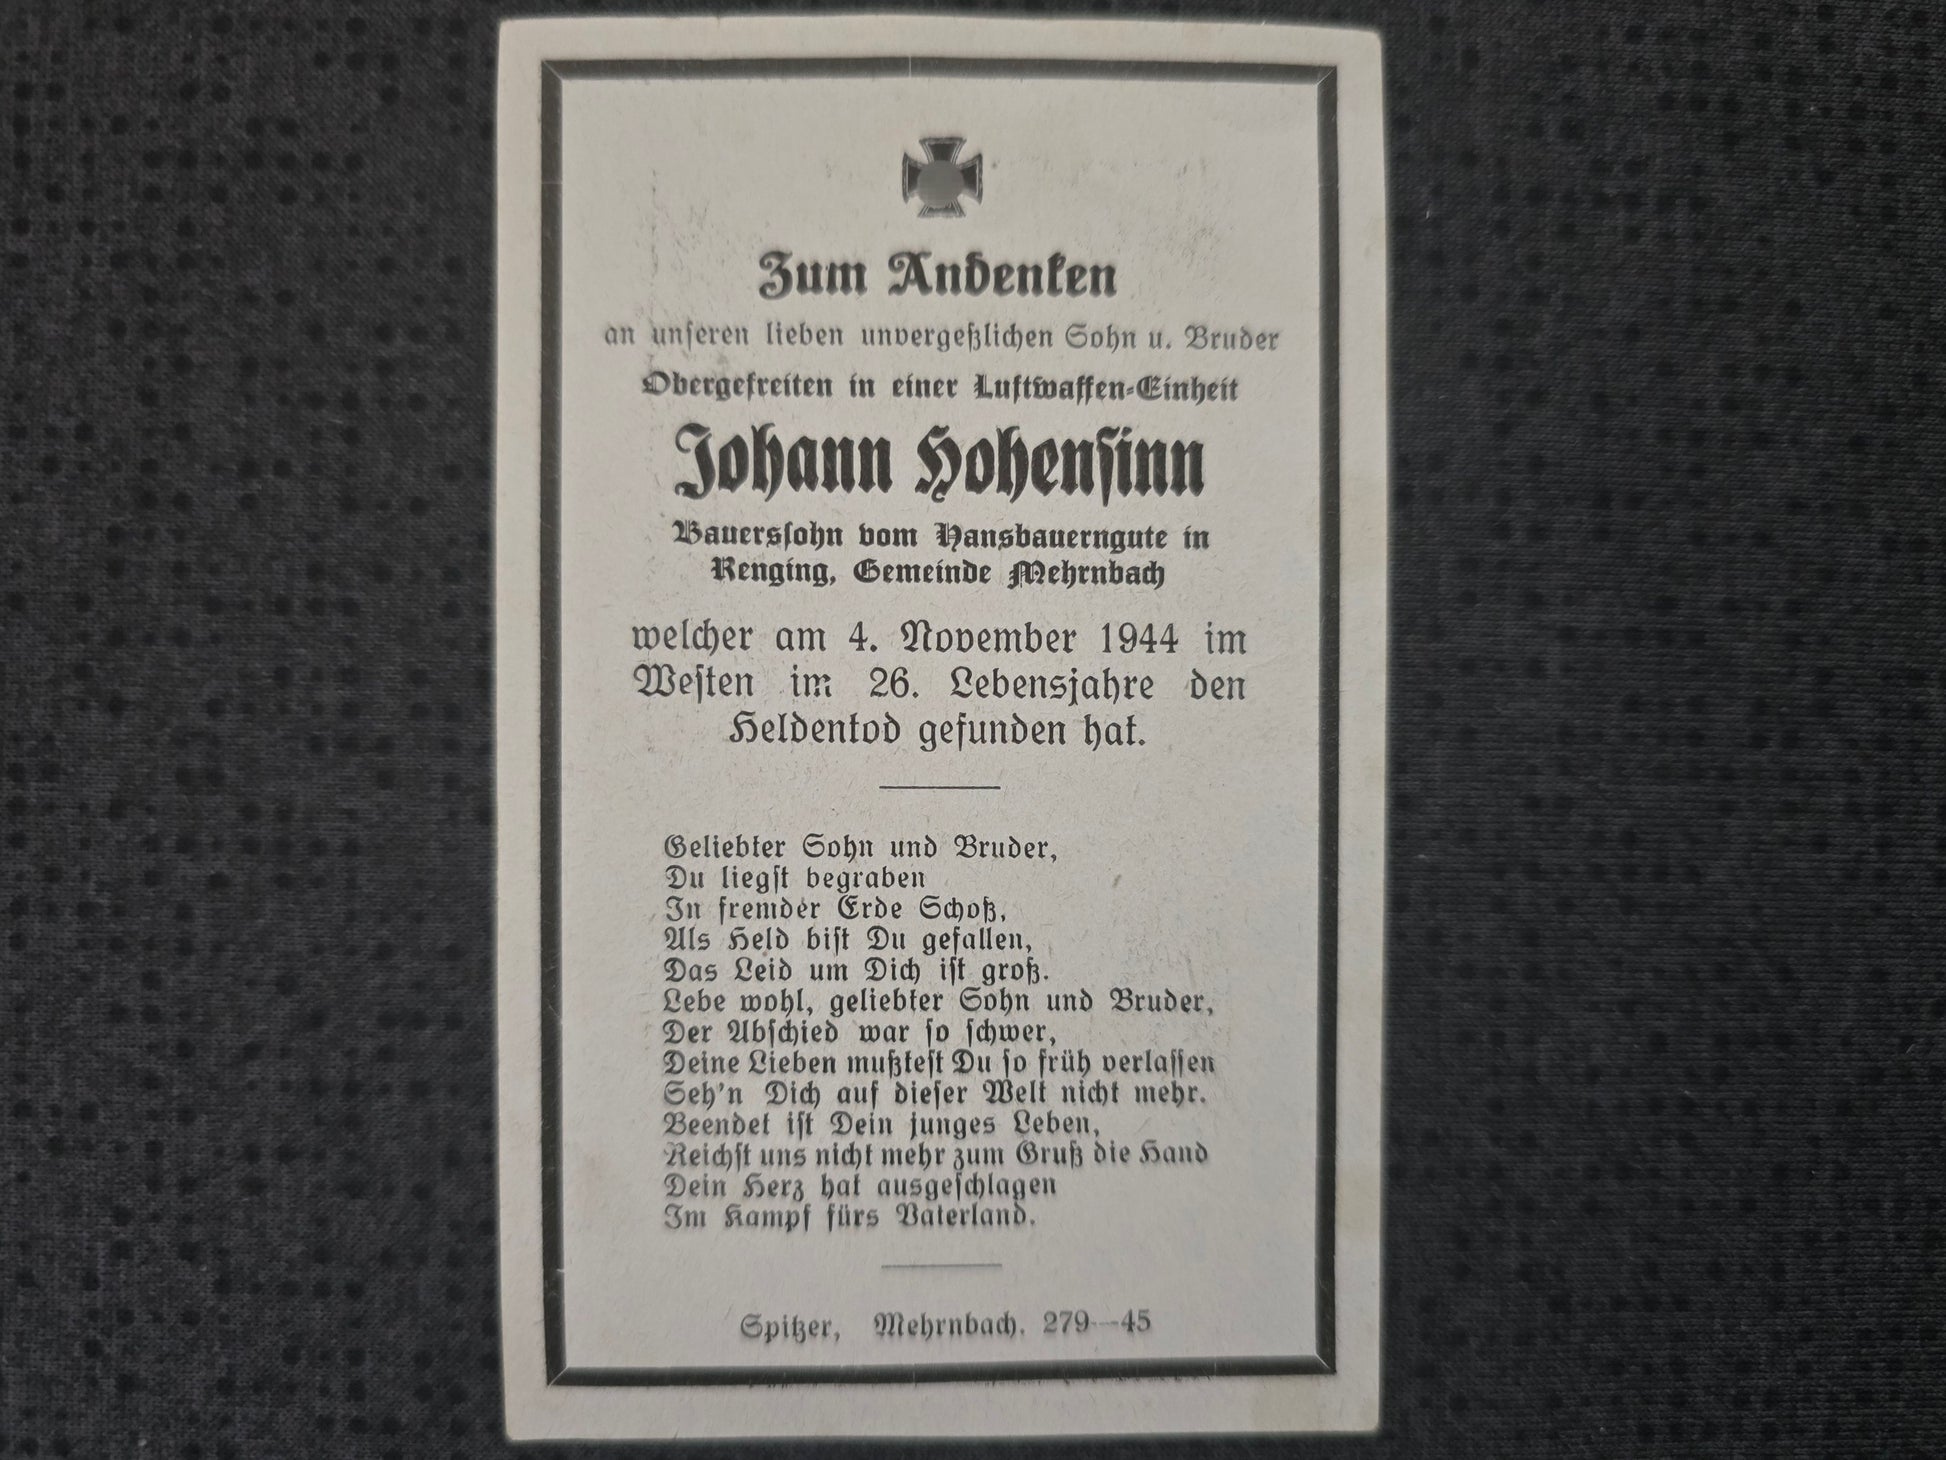 Zum Andenken
an unseren lieben unvergeßlichen Sohn u. Bruder
Obergefreiten in einer Luftwaffen-Einheit
Johann Hohensinn
Bauerssohn vom Hansbauerngute in
Renging, Gemeinde Mehrnbach
welcher am 4. November 1944 im
Westen im 26. Lebensjahre den
Heldentod gefunden hat.
Geliebter Sohn und Bruder,
Du liegst begraben
In fremder Erde Schoß,
Als Held bist Du gefallen,
Das Leid um Dich ist groß.
Lebe wohl, geliebter Sohn und Bruder,
Der Abschied war so schwer,
Deine Lieben mußtest Du so früh verlassen
Seh'n Dich auf dieser Welt nicht mehr.
Beendet ist Dein junges Leben,
Reichst uns nicht mehr zum Gruß die Hand
Dein Herz hat ausgeschlagen
Im Kampf fürs Vaterland.
Spitzer, Mehrnbach. 279—45